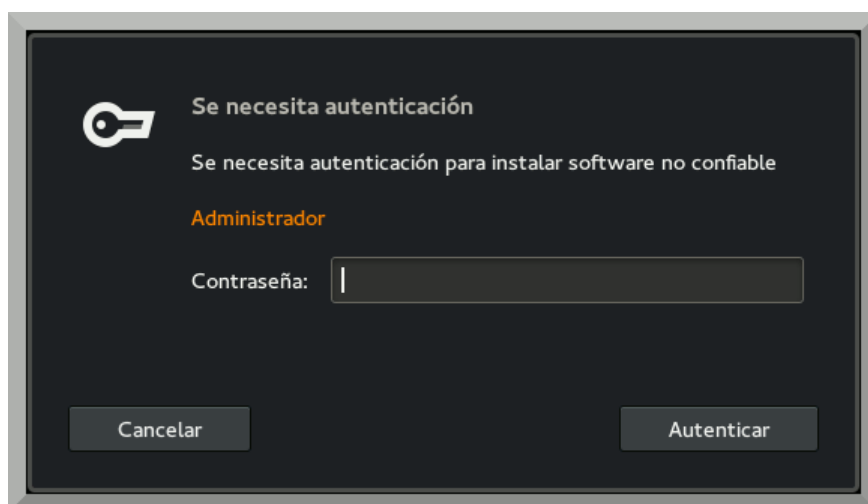 Se necesita autenticación
Se necesita autenticación para instalar software no confiable
Administrador
Contraseña:
Cancelar
Autenticar